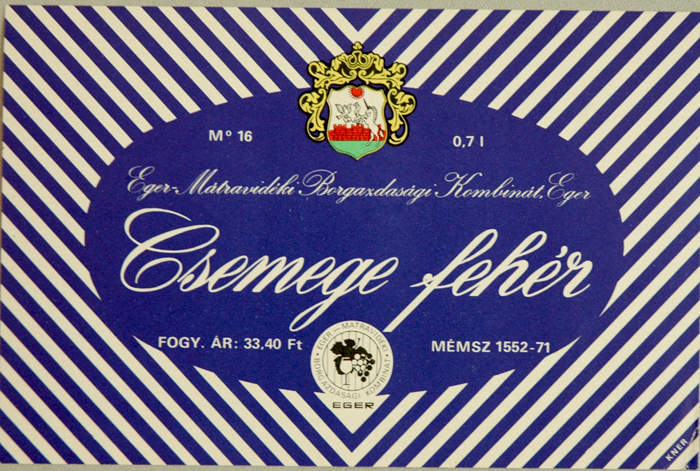 Mº 16
0,7 l
Eger-Mátravidéki Borgazdasági Kombinát, Eger
Csemege fehér
FOGY. ÁR: 33,40 Ft
MÉMSZ 1552-71
EGER — MÁTRAVIDÉKI
BORGAZDASÁGI KOMBINÁT
EGER
KNER